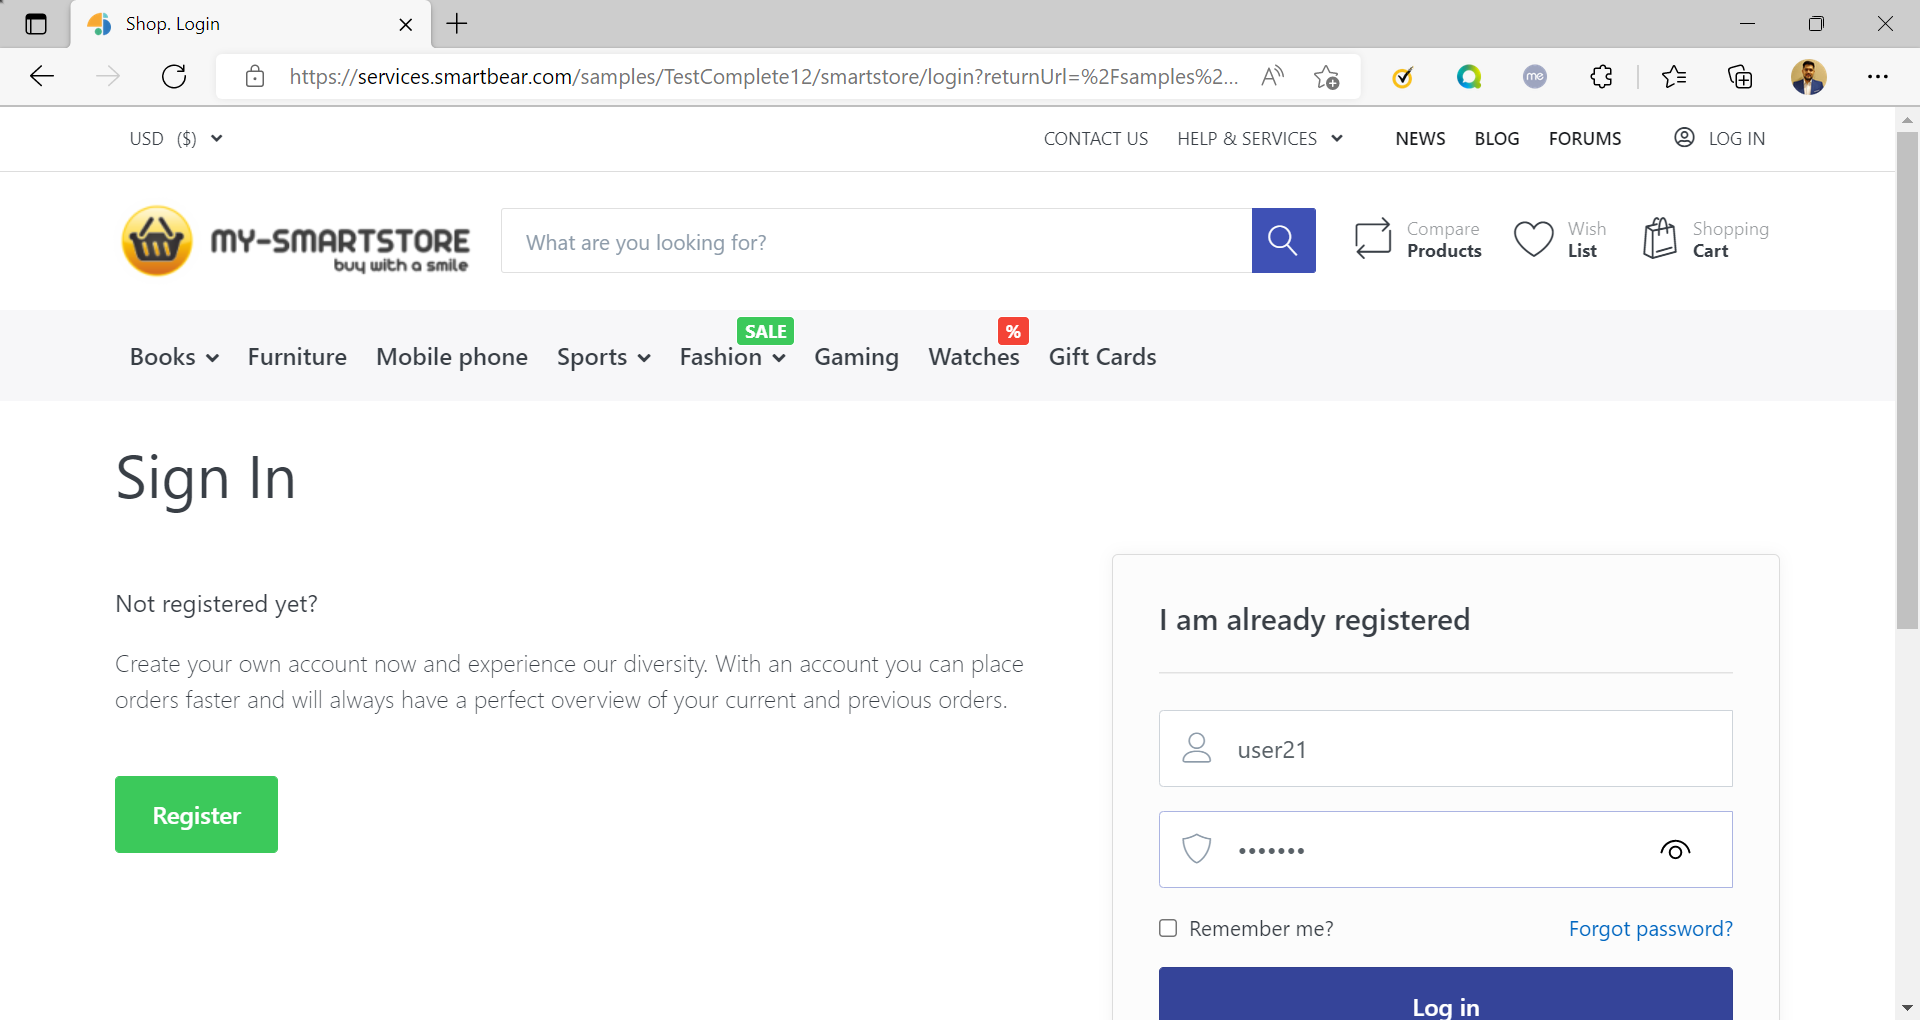 Shop. Login
https://services.smartbear.com/samples/TestComplete12/smartstore/login?returnUrl=%2Fsamples%2...
me
USD ($)
CONTACT US HELP & SERVICES NEWS BLOG FORUMS LOG IN
MY-SMARTSTORE
buy with a smile
What are you looking for?
Compare
Products
Wish
List
Shopping
Cart
SALE %
Books Furniture Mobile phone Sports Fashion Gaming Watches Gift Cards
Sign In
Not registered yet?
Create your own account now and experience our diversity. With an account you can place
orders faster and will always have a perfect overview of your current and previous orders.
Register
I am already registered
user21
•••••••
Remember me? Forgot password?
Log in